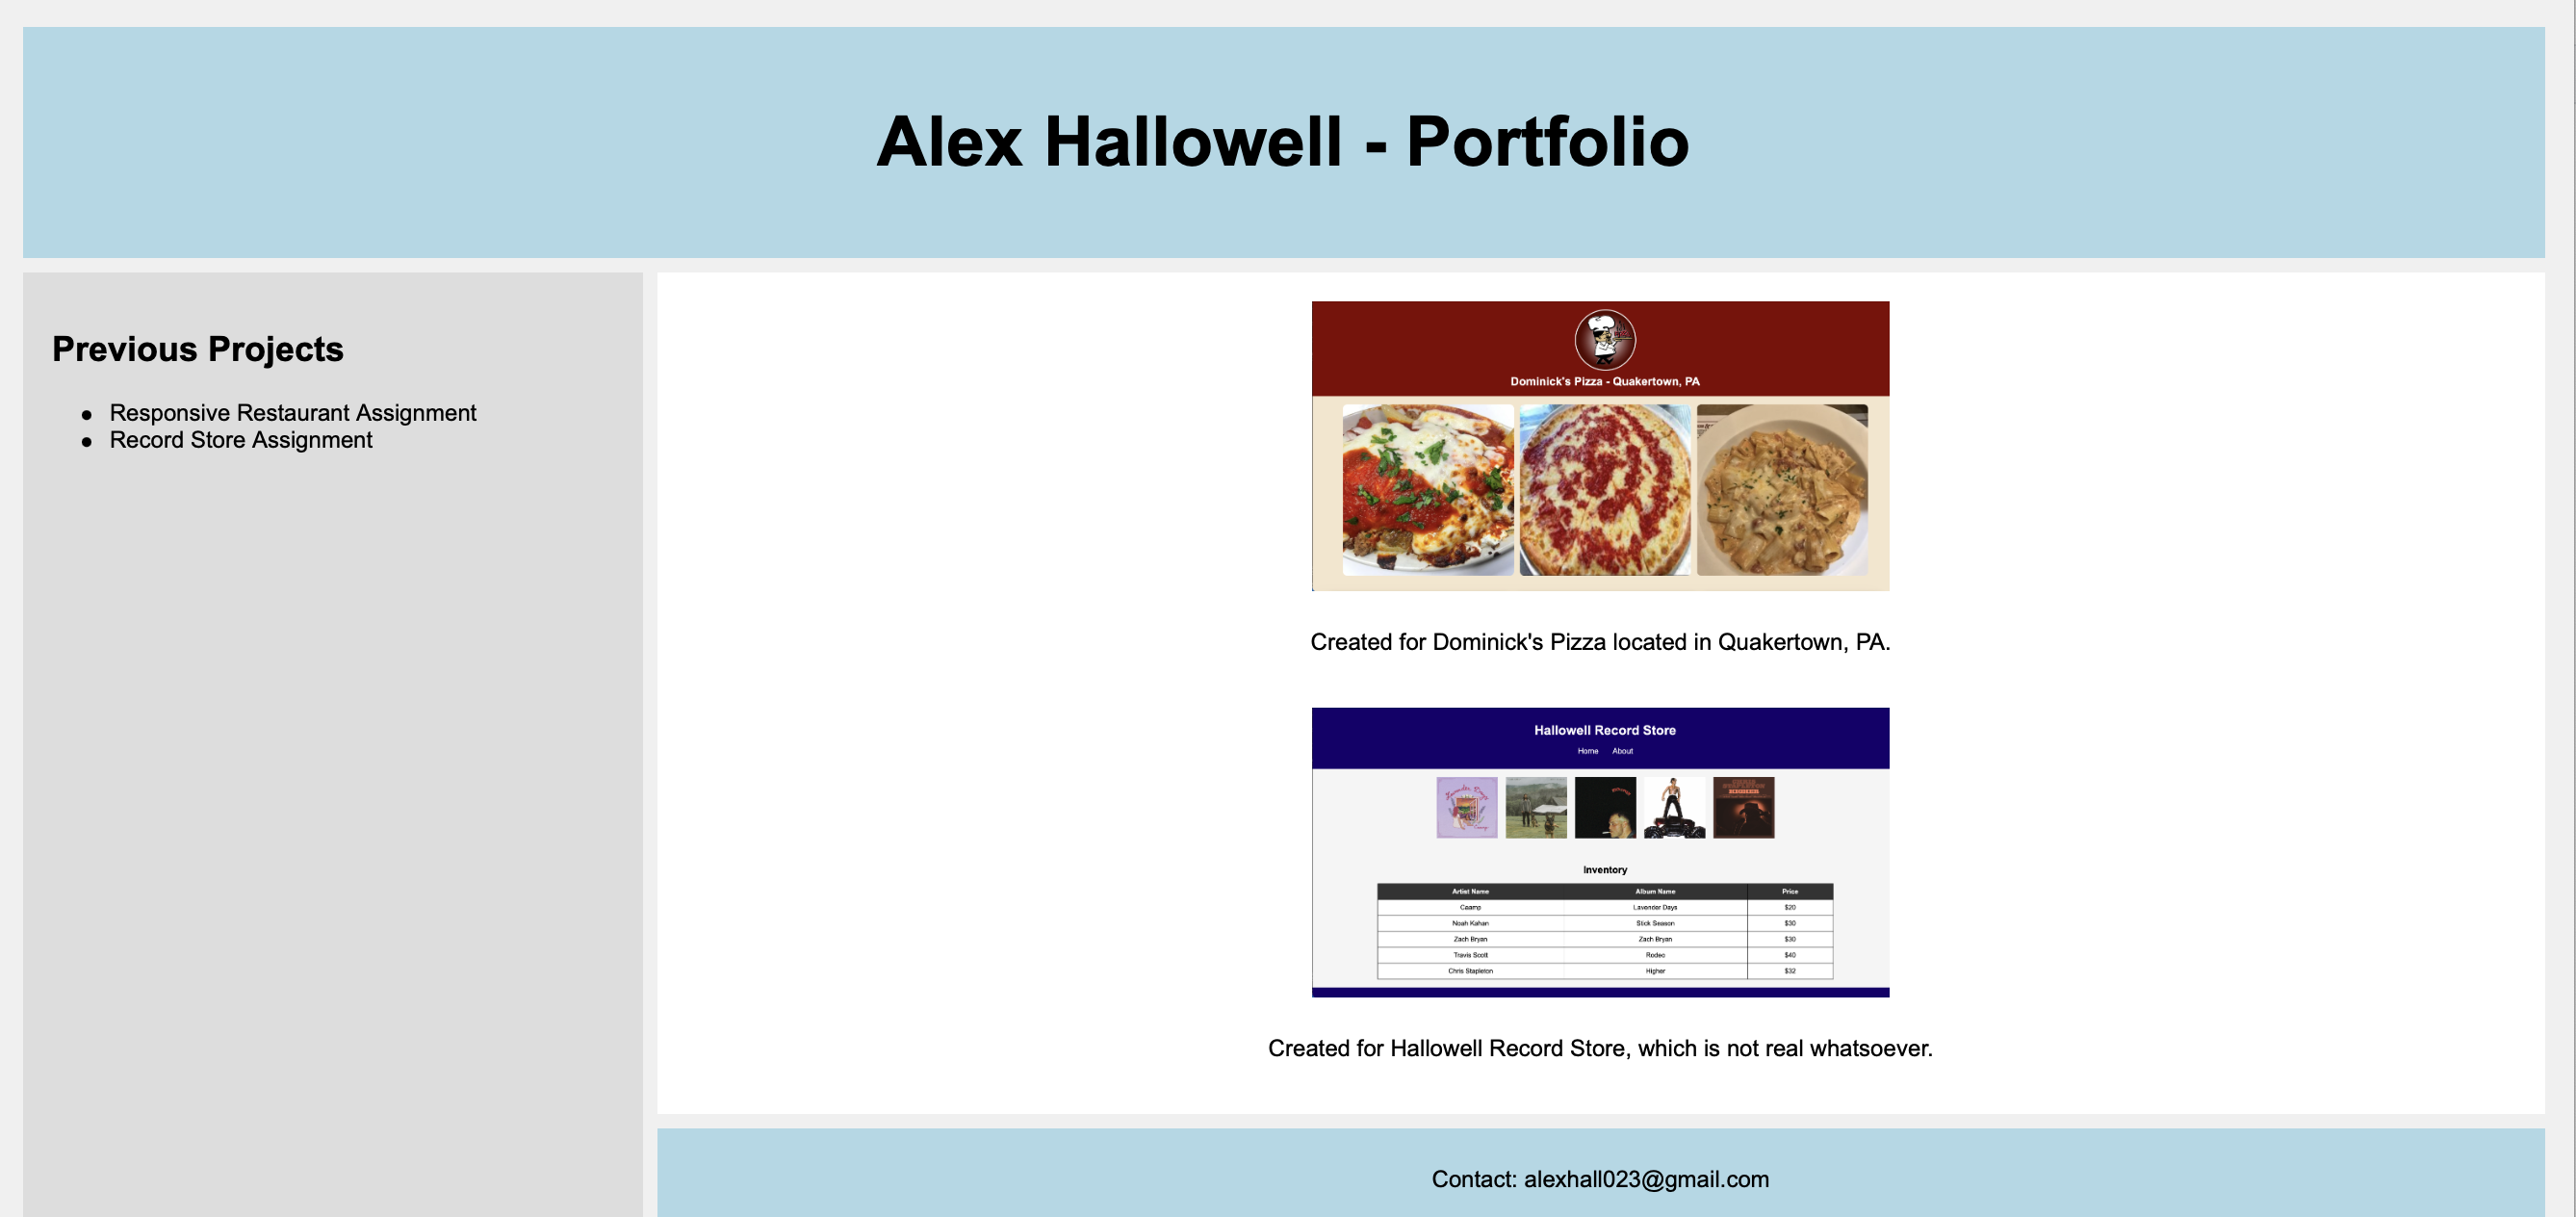 Alex Hallowell - Portfolio
Previous Projects
Responsive Restaurant Assignment
Record Store Assignment
Dominick's Pizza - Quakertown, PA
Created for Dominick's Pizza located in Quakertown, PA.
Hallowell Record Store
Home About
Inventory
Artist Name Album Name Price
Caamp Lavender Days $20
Noah Kahan Stick Season $30
Zach Bryan Zach Bryan $30
Travis Scott Rodeo $40
Chris Stapleton Higher $32
Created for Hallowell Record Store, which is not real whatsoever.
Contact: alexhall023@gmail.com